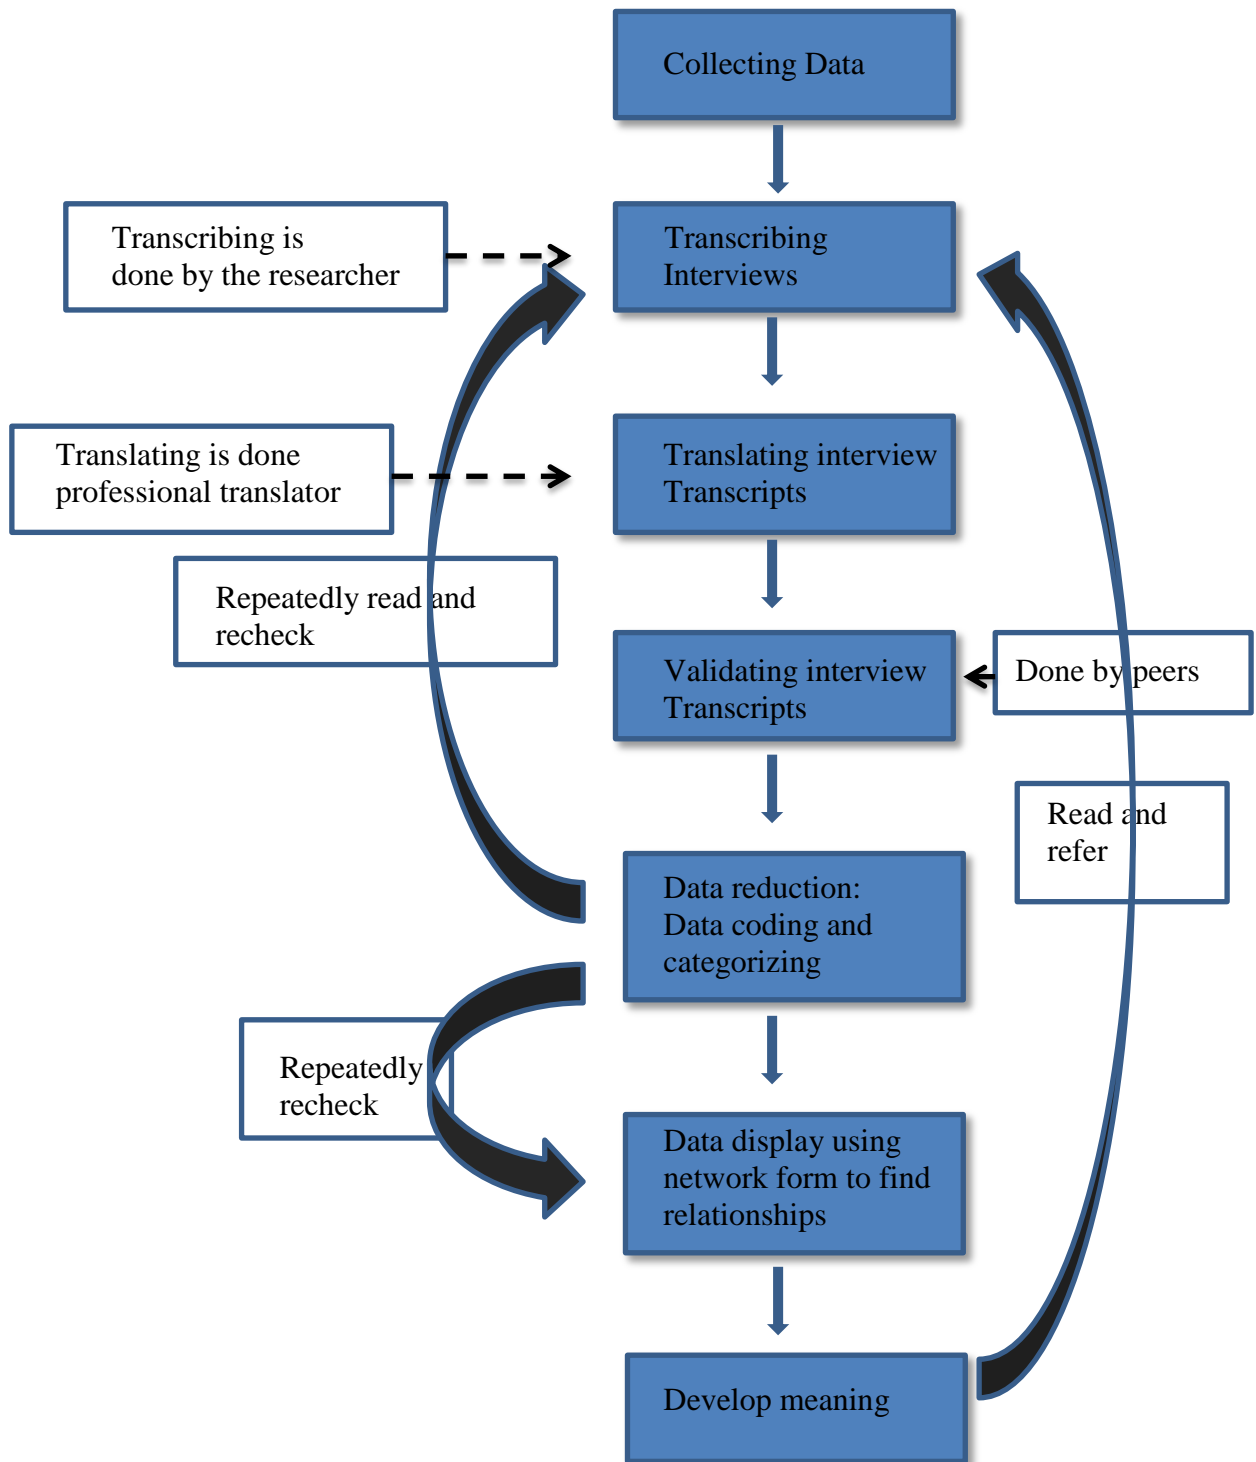 Collecting Data
Transcribing is
done by the researcher
Transcribing
Interviews
Translating is done
professional translator
Translating interview
Transcripts
Repeatedly read and
recheck
Validating interview
Transcripts
Done by peers
Read and
refer
Data reduction:
Data coding and
categorizing
Repeatedly
recheck
Data display using
network form to find
relationships
Develop meaning